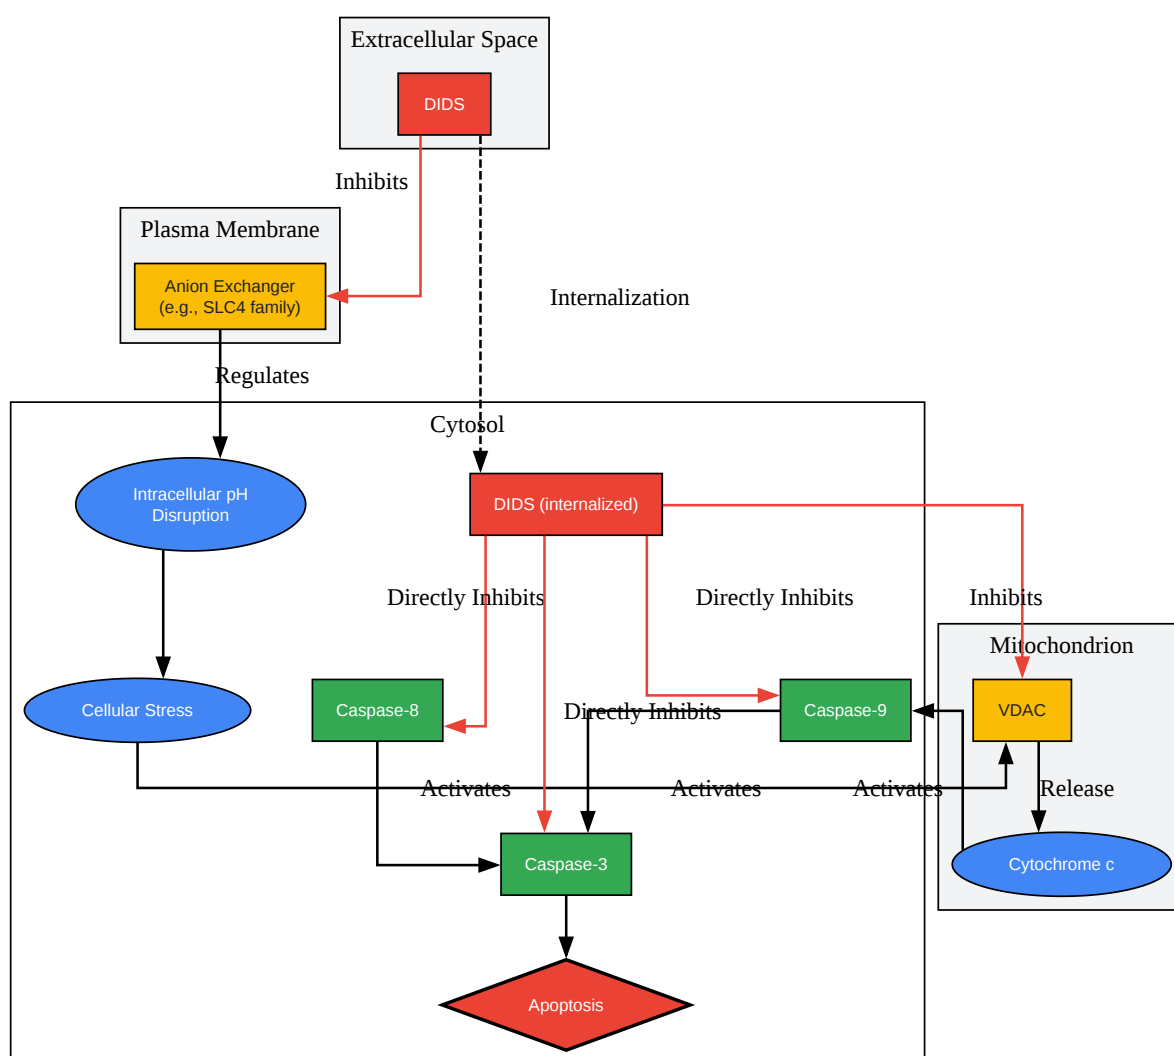 Extracellular Space
DIDS
Inhibits
Plasma Membrane
Anion Exchanger
(e.g., SLC4 family)
Internalization
Regulates
Cytosol
Intracellular pH
Disruption
DIDS (internalized)
Directly Inhibits
Directly Inhibits
Inhibits
Mitochondrion
Cellular Stress
Caspase-8
Directly Inhibits
Caspase-9
VDAC
Activates
Activates
Activates
Release
Caspase-3
Cytochrome c
Apoptosis